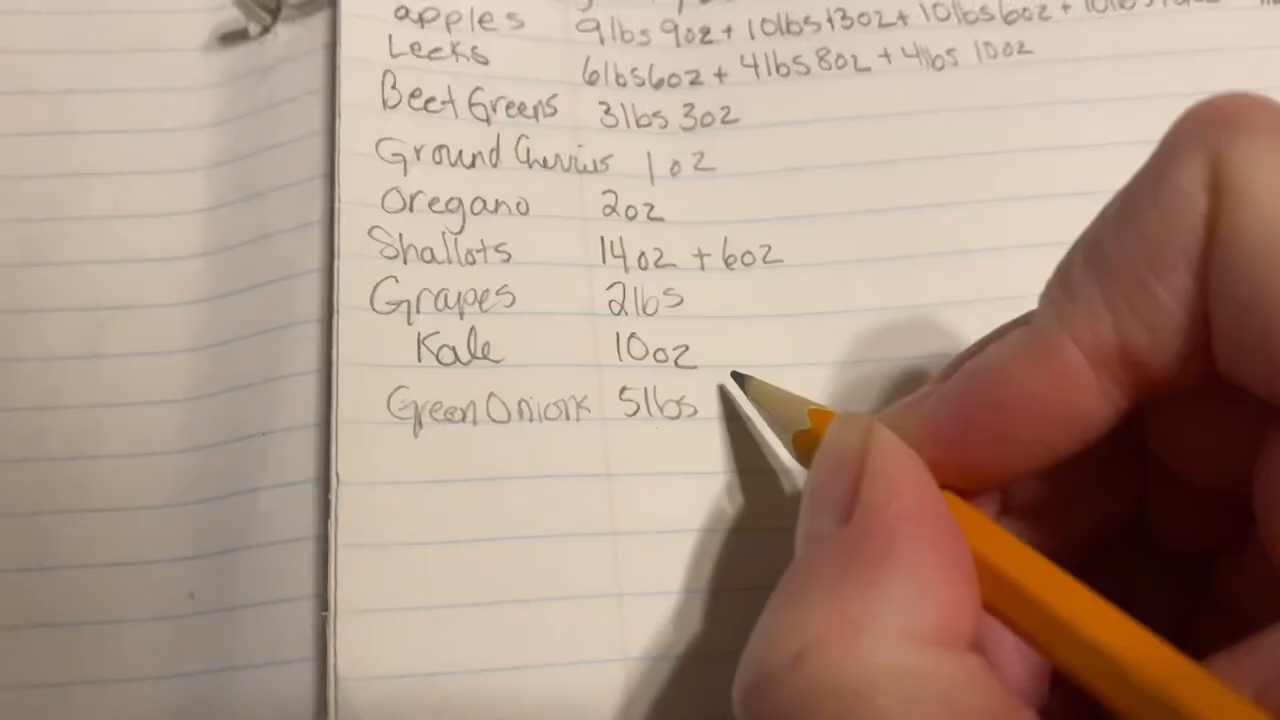 apples 9lbs 9oz + 10lbs 13oz + 10lbs 6oz +
Leeks 6lbs 6oz + 4lbs 8oz + 4lbs 10oz
Beet Greens 3lbs 3oz
Ground Cherries 1oz
Oregano 2oz
Shallots 14oz + 6oz
Grapes 2lbs
Kale 10oz
Green Onions 5lbs